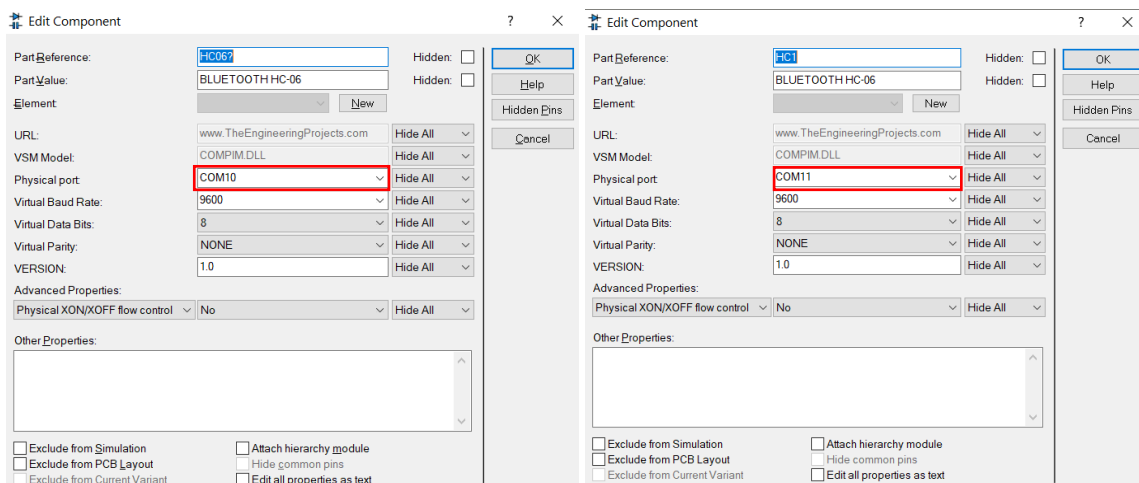 Edit Component ? ×
Part Reference: HC06? Hidden: OK
Part Value: BLUETOOTH HC-06 Hidden: Help
Element: New Hidden Pins
URL: www.TheEngineeringProjects.com Hide All Cancel
VSM Model: COMPIM.DLL Hide All
Physical port: COM10 Hide All
Virtual Baud Rate: 9600 Hide All
Virtual Data Bits: 8 Hide All
Virtual Parity: NONE Hide All
VERSION: 1.0 Hide All
Advanced Properties:
Physical XON/XOFF flow control No Hide All
Other Properties:
Exclude from Simulation Attach hierarchy module
Exclude from PCB Layout Hide common pins
Exclude from Current Variant Edit all properties as text
Edit Component ? ×
Part Reference: HC1 Hidden: OK
Part Value: BLUETOOTH HC-06 Hidden: Help
Element: New Hidden Pins
URL: www.TheEngineeringProjects.com Hide All Cancel
VSM Model: COMPIM.DLL Hide All
Physical port: COM11 Hide All
Virtual Baud Rate: 9600 Hide All
Virtual Data Bits: 8 Hide All
Virtual Parity: NONE Hide All
VERSION: 1.0 Hide All
Advanced Properties:
Physical XON/XOFF flow control No Hide All
Other Properties:
Exclude from Simulation Attach hierarchy module
Exclude from PCB Layout Hide common pins
Exclude from Current Variant Edit all properties as text